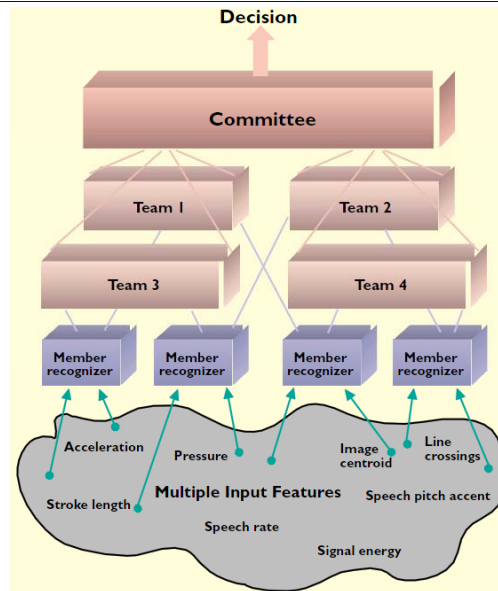 Decision
Committee
Team 1
Team 2
Team 3
Team 4
Member
recognizer
Member
recognizer
Member
recognizer
Member
recognizer
Acceleration
Pressure
Image
centroid
Line
crossings
Stroke length
Multiple Input Features
Speech pitch accent
Speech rate
Signal energy